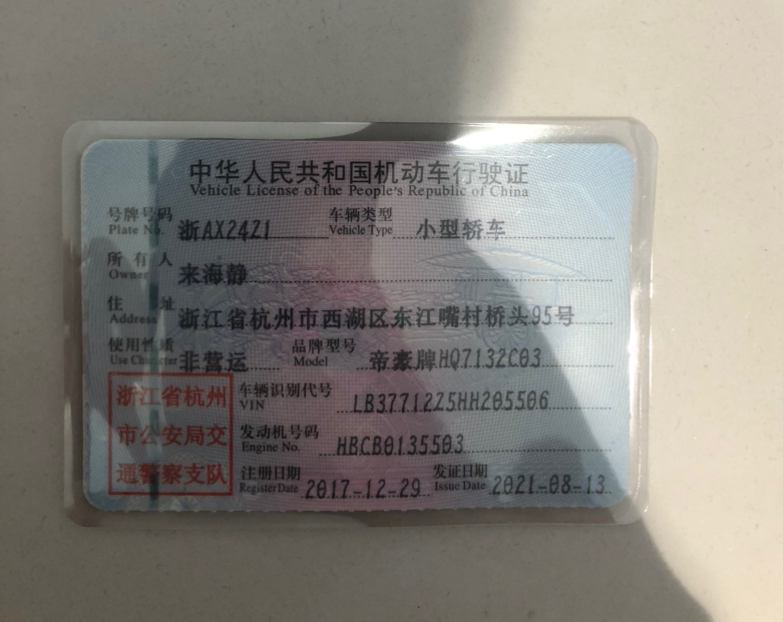 中华人民共和国机动车行驶证
Vehicle License of the People's Republic of China
号牌号码 浙AX24Z1 车辆类型 小型轿车
Plate No. Vehicle Type
所有人 来海静
Owner
住址 浙江省杭州市西湖区东江嘴村桥头95号
Address
使用性质 非营运 品牌型号 帝豪牌HQ7132C03
Use Character Model
浙江省杭州 车辆识别代号 LB37712Z5HH205506
VIN
市公安局交 发动机号码 HBCB0135503
Engine No.
通警察支队 注册日期 2017-12-29 发证日期 2021-08-13
Register Date Issue Date